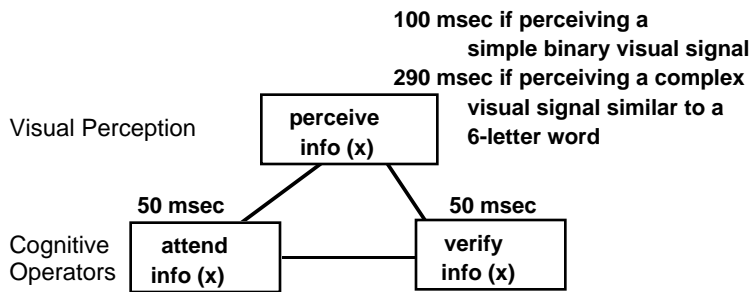 100 msec if perceiving a
simple binary visual signal
290 msec if perceiving a complex
visual signal similar to a
6-letter word
Visual Perception
perceive
info (x)
50 msec
50 msec
Cognitive
Operators
attend
info (x)
verify
info (x)